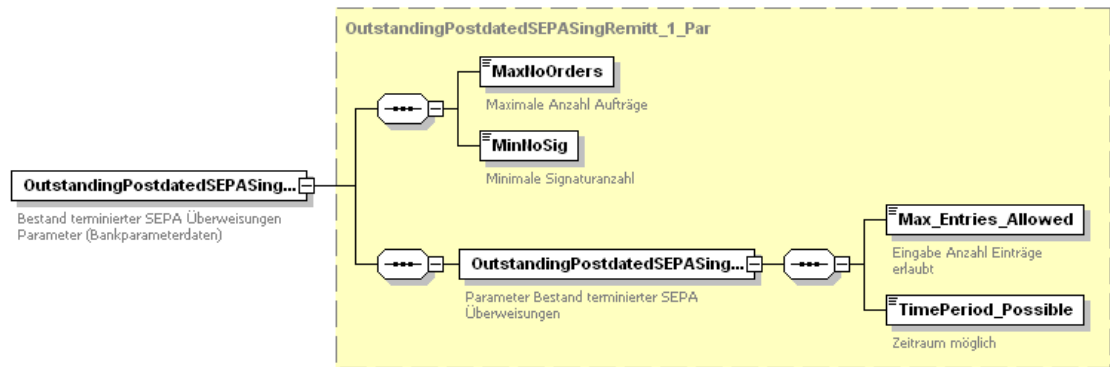 OutstandingPostdatedSEPASingRemitt_1_Par
MaxNoOrders
Maximale Anzahl Aufträge
MinNoSig
Minimale Signaturanzahl
OutstandingPostdatedSEPASing...
Bestand terminierter SEPA Überweisungen
Parameter (Bankparameterdaten)
OutstandingPostdatedSEPASing...
Parameter Bestand terminierter SEPA
Überweisungen
Max_Entries_Allowed
Eingabe Anzahl Einträge
erlaubt
TimePeriod_Possible
Zeitraum möglich